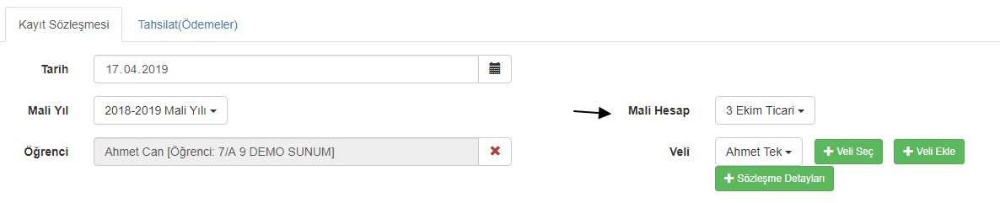 Kayıt Sözleşmesi Tahsilat(Ödemeler)
Tarih 17.04.2019
Mali Yıl 2018-2019 Mali Yılı Mali Hesap 3 Ekim Ticari
Öğrenci Ahmet Can [Öğrenci: 7/A 9 DEMO SUNUM] Veli Ahmet Tek Veli Seç Veli Ekle
Sözleşme Detayları